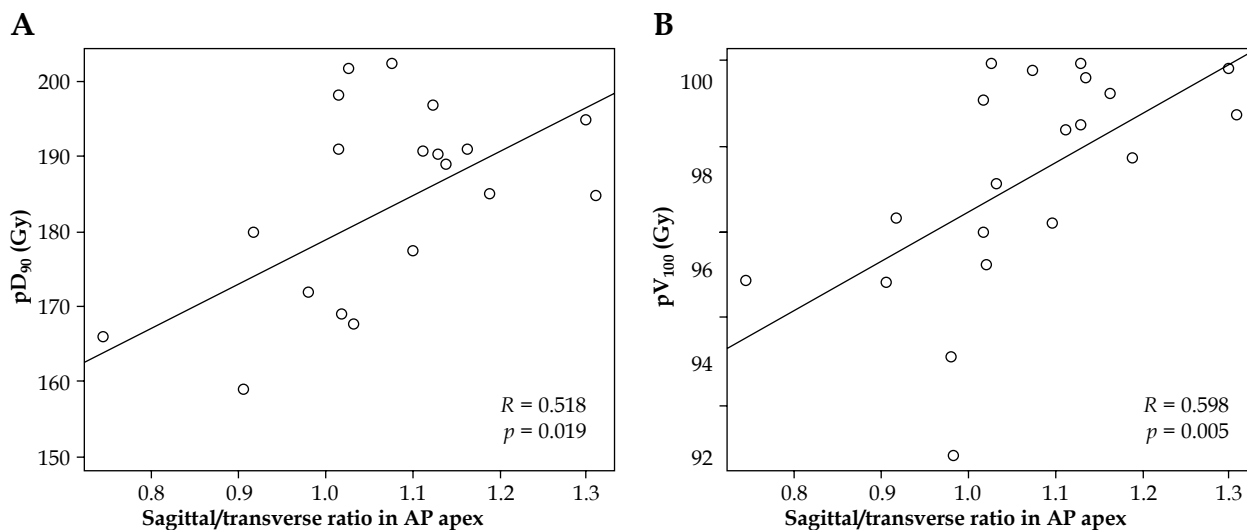 A
pD90 (Gy)
200
190
180
170
160
150
R = 0.518
p = 0.019
0.8 0.9 1.0 1.1 1.2 1.3
Sagittal/transverse ratio in AP apex
B
pV100 (Gy)
100
98
96
94
92
R = 0.598
p = 0.005
0.8 0.9 1.0 1.1 1.2 1.3
Sagittal/transverse ratio in AP apex